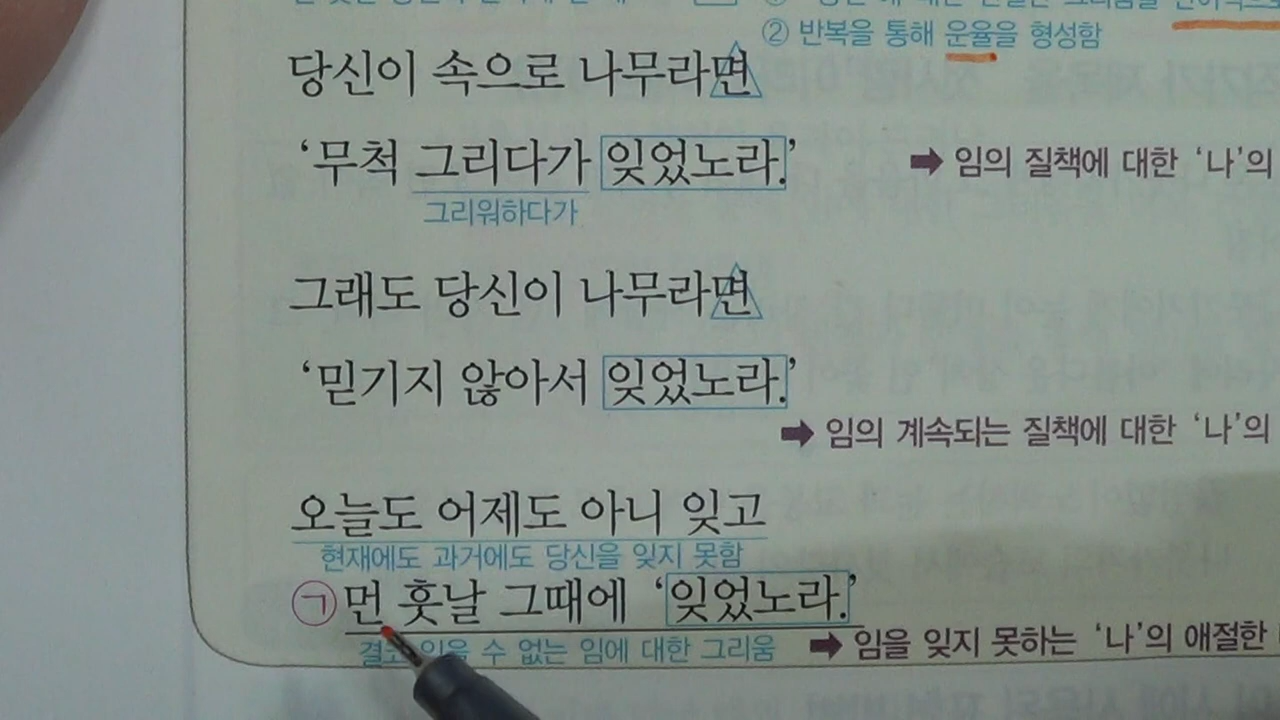 ② 반복을 통해 운율을 형성함
당신이 속으로 나무라면
‘무척 그리다가 잊었노라.’ ➡ 임의 질책에 대한 ‘나’의
그리워하다가
그래도 당신이 나무라면
‘믿기지 않아서 잊었노라.’
➡ 임의 계속되는 질책에 대한 ‘나’의
오늘도 어제도 아니 잊고
현재에도 과거에도 당신을 잊지 못함
㉠ 먼 훗날 그때에 ‘잊었노라.’
수 없는 임에 대한 그리움 ➡ 임을 잊지 못하는 ‘나’의 애절한